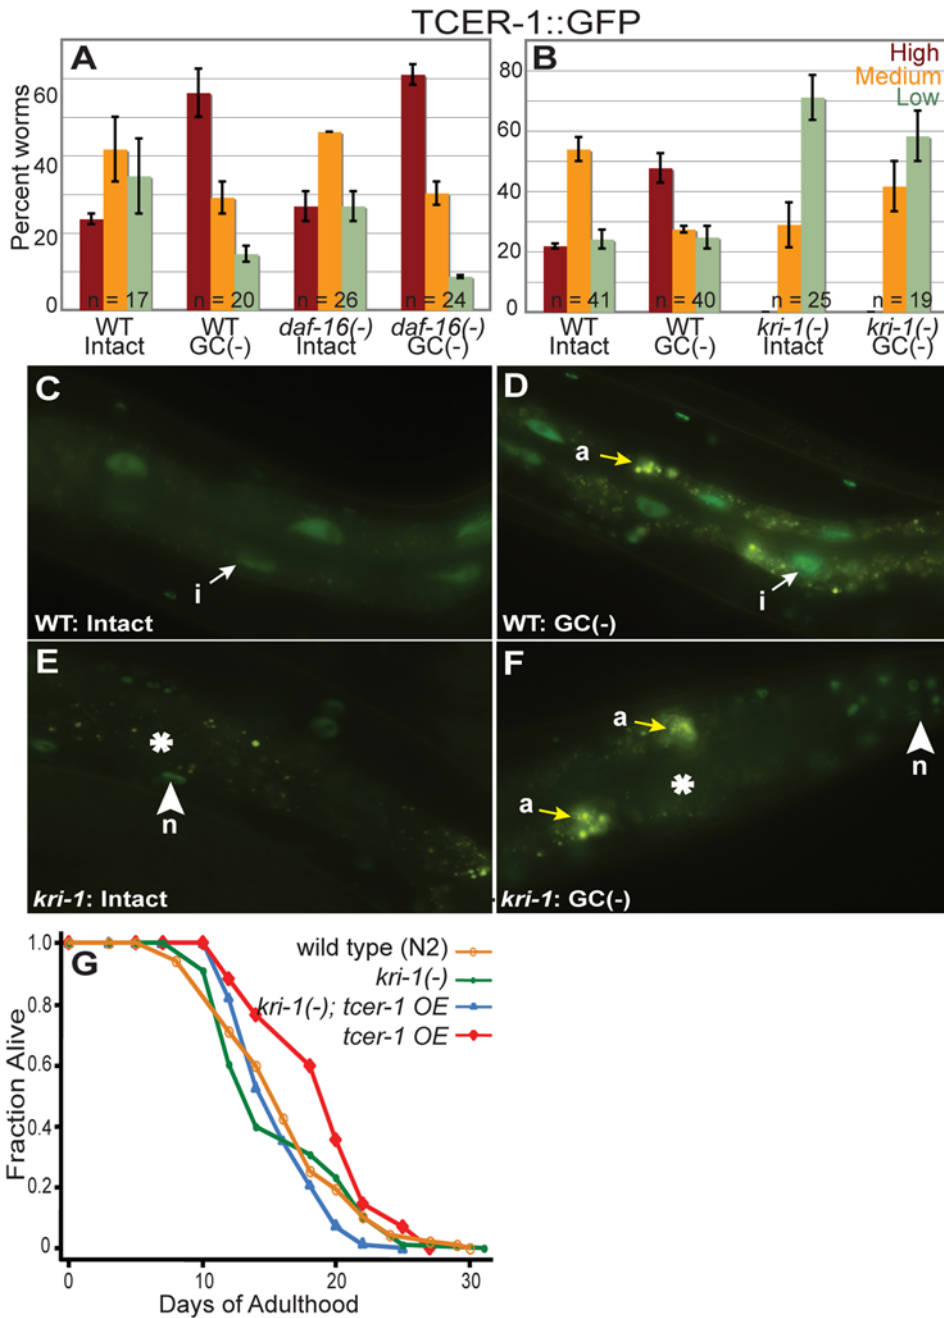 TCER-1::GFP
A
Percent worms
60
40
20
0
n = 17
n = 20
n = 26
n = 24
WT
Intact
WT
GC(-)
daf-16(-)
Intact
daf-16(-)
GC(-)
B
High
Medium
Low
80
60
40
20
0
n = 41
n = 40
n = 25
n = 19
WT
Intact
WT
GC(-)
kri-1(-)
Intact
kri-1(-)
GC(-)
C
i
WT: Intact
D
a
i
WT: GC(-)
E
n
kri-1: Intact
F
a
a
n
kri-1: GC(-)
G
wild type (N2)
kri-1(-)
kri-1(-); tcer-1 OE
tcer-1 OE
Fraction Alive
1.0
0.8
0.6
0.4
0.2
0
0
10
20
30
Days of Adulthood